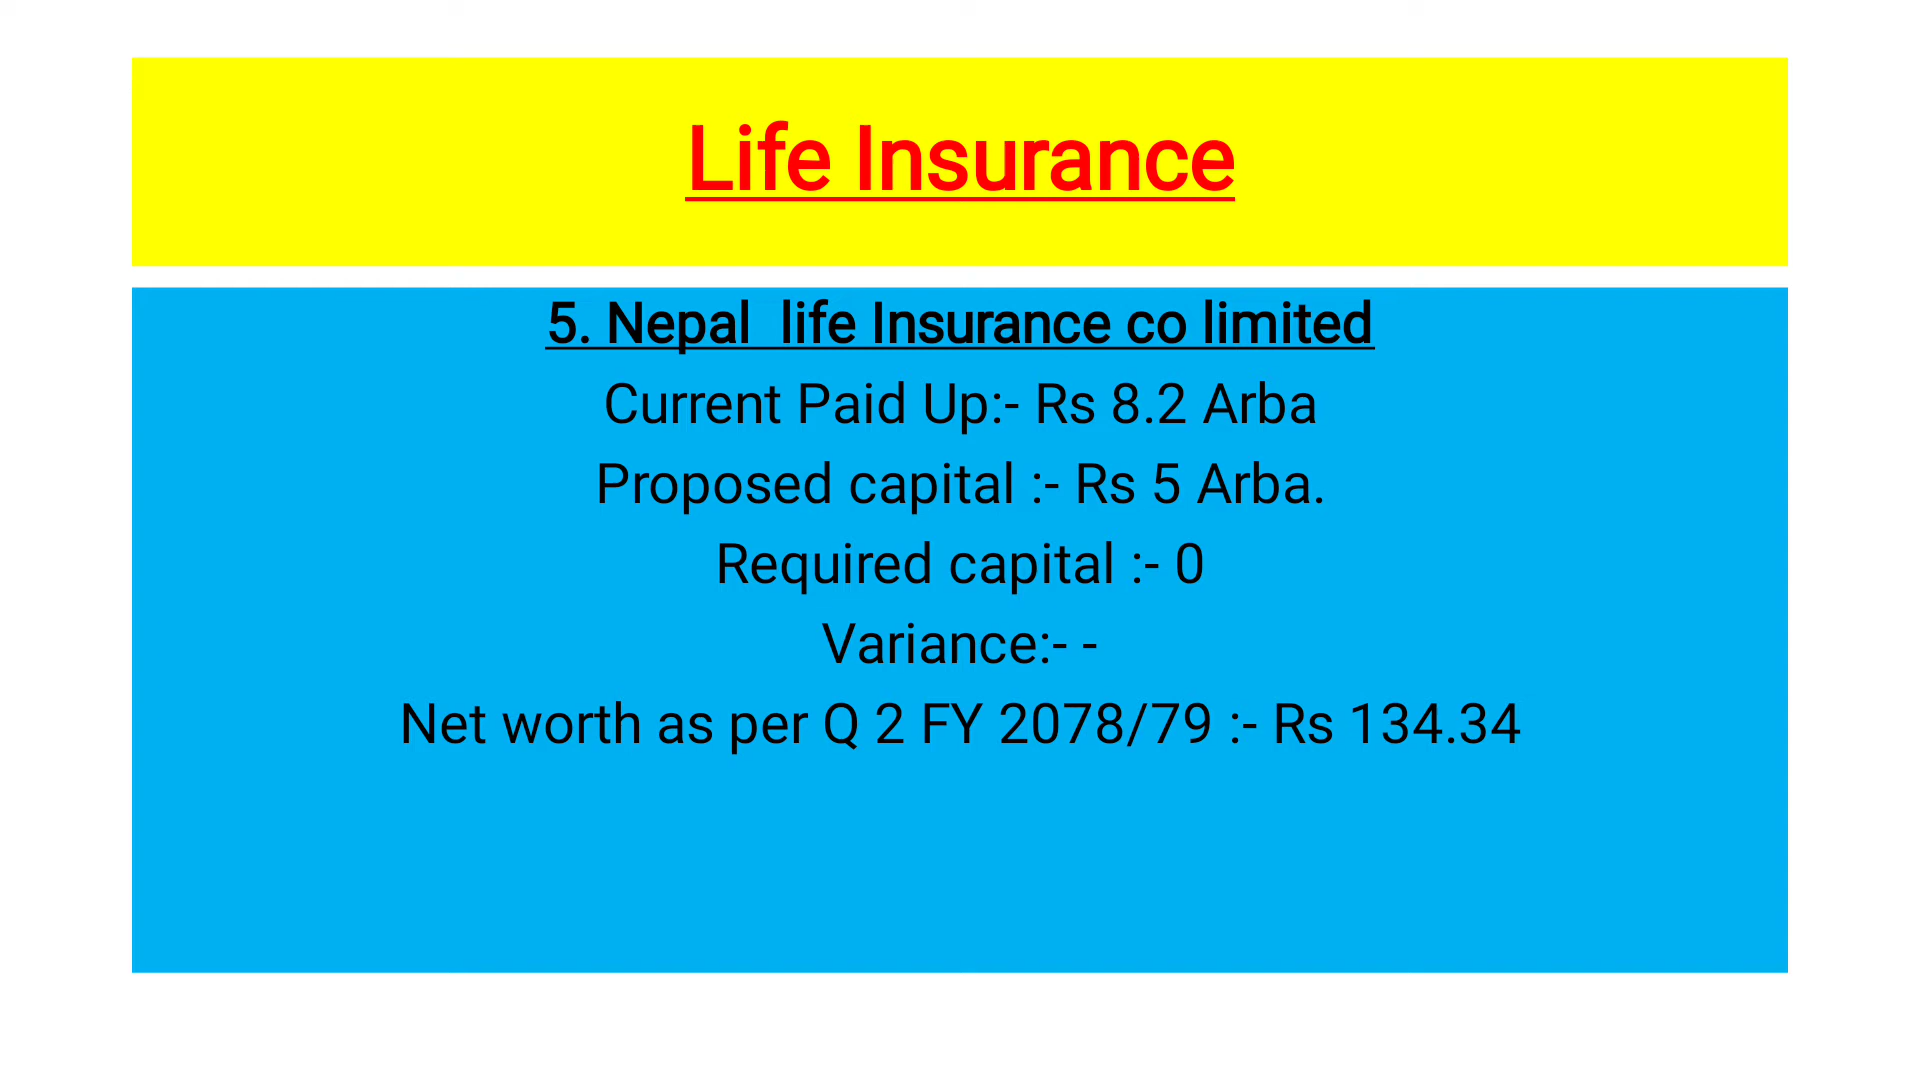 Life Insurance
5. Nepal  life Insurance co limited
Current Paid Up:- Rs 8.2 Arba
Proposed capital :- Rs 5 Arba.
Required capital :- 0
Variance:- -
Net worth as per Q 2 FY 2078/79 :- Rs 134.34